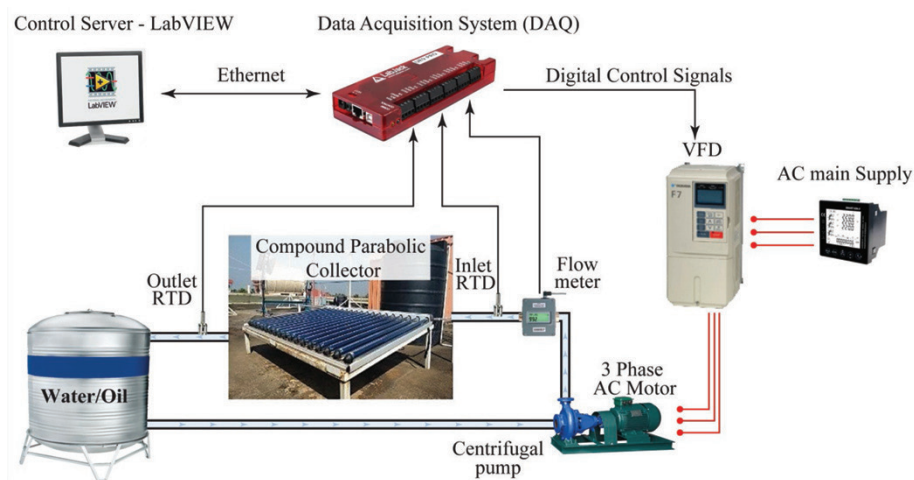 Control Server - LabVIEW
Data Acquisition System (DAQ)
Ethernet
Digital Control Signals
LabVIEW
LabJack
VFD
AC main Supply
F7
Compound Parabolic
Collector
Outlet
RTD
Inlet
RTD
Flow
meter
Water/Oil
3 Phase
AC Motor
Centrifugal
pump